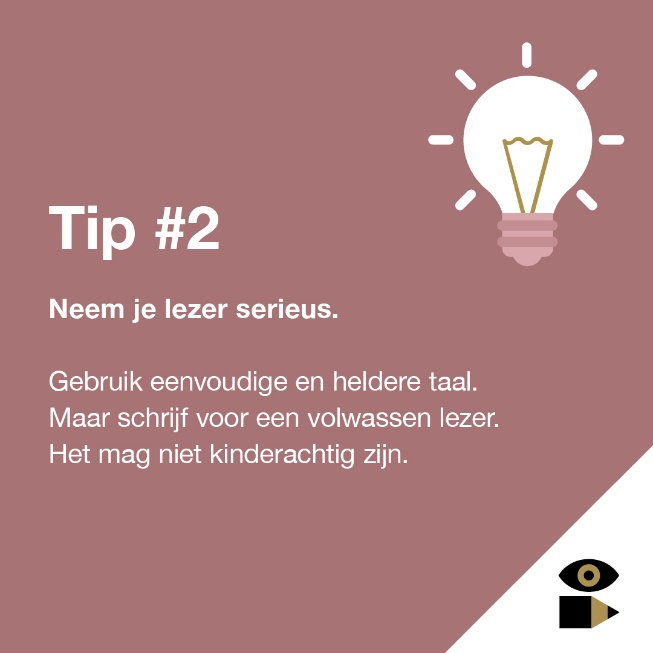 Tip #2
Neem je lezer serieus.
Gebruik eenvoudige en heldere taal.
Maar schrijf voor een volwassen lezer.
Het mag niet kinderachtig zijn.